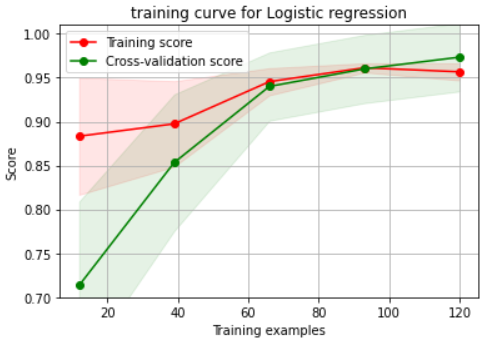 training curve for Logistic regression
1.00
0.95
0.90
0.85
0.80
0.75
0.70
Score
Training score
Cross-validation score
20
40
60
80
100
120
Training examples